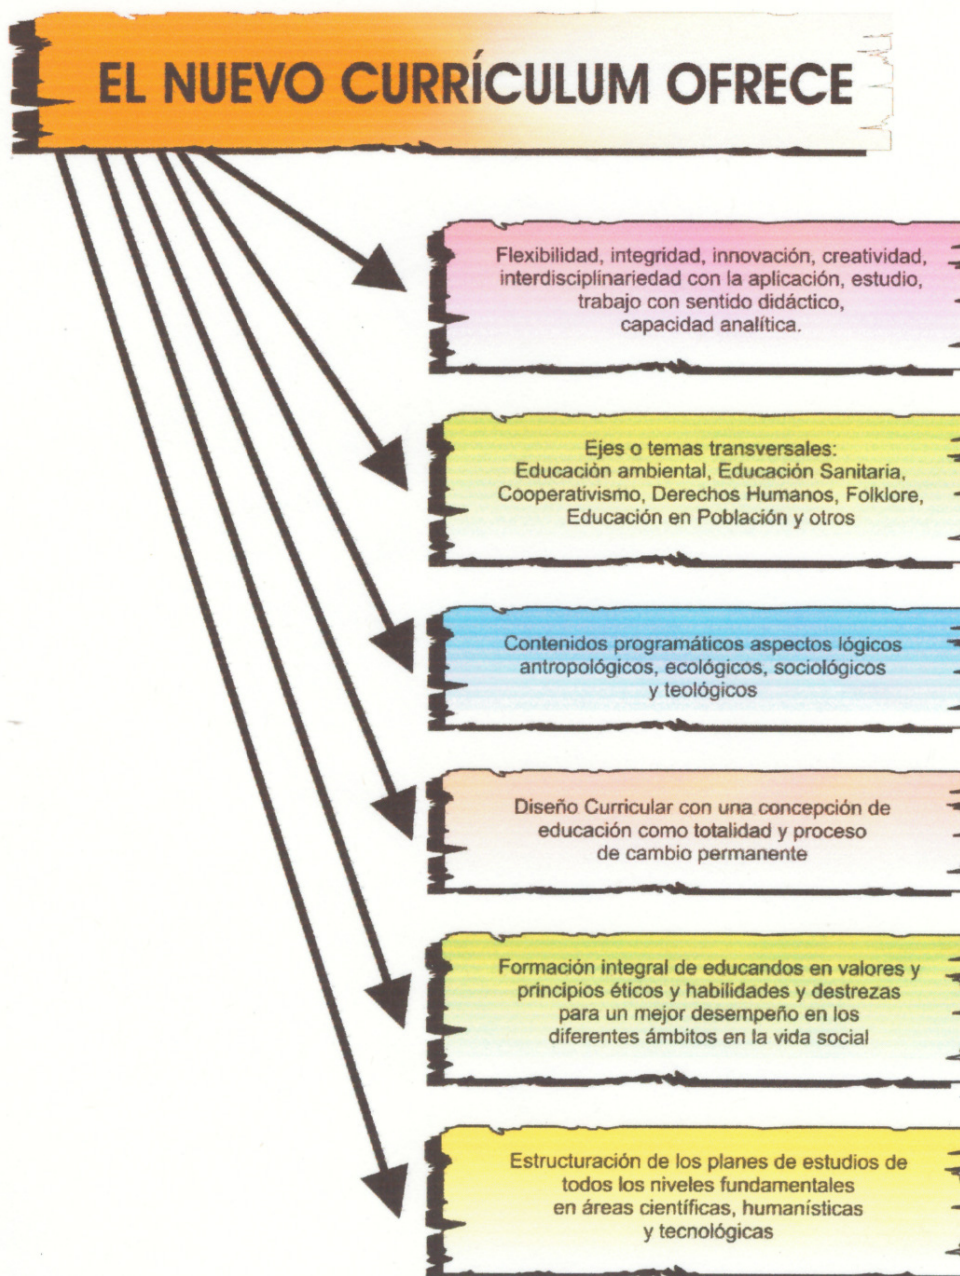 EL NUEVO CURRÍCULUM OFRECE
Flexibilidad, integridad, innovación, creatividad,
interdisciplinariedad con la aplicación, estudio,
trabajo con sentido didáctico,
capacidad analítica.
Ejes o temas transversales:
Educación ambiental, Educación Sanitaria,
Cooperativismo, Derechos Humanos, Folklore,
Educación en Población y otros
Contenidos programáticos aspectos lógicos
antropológicos, ecológicos, sociológicos
y teológicos
Diseño Curricular con una concepción de
educación como totalidad y proceso
de cambio permanente
Formación integral de educandos en valores y
principios éticos y habilidades y destrezas
para un mejor desempeño en los
diferentes ámbitos en la vida social
Estructuración de los planes de estudios de
todos los niveles fundamentales
en áreas científicas, humanísticas
y tecnológicas